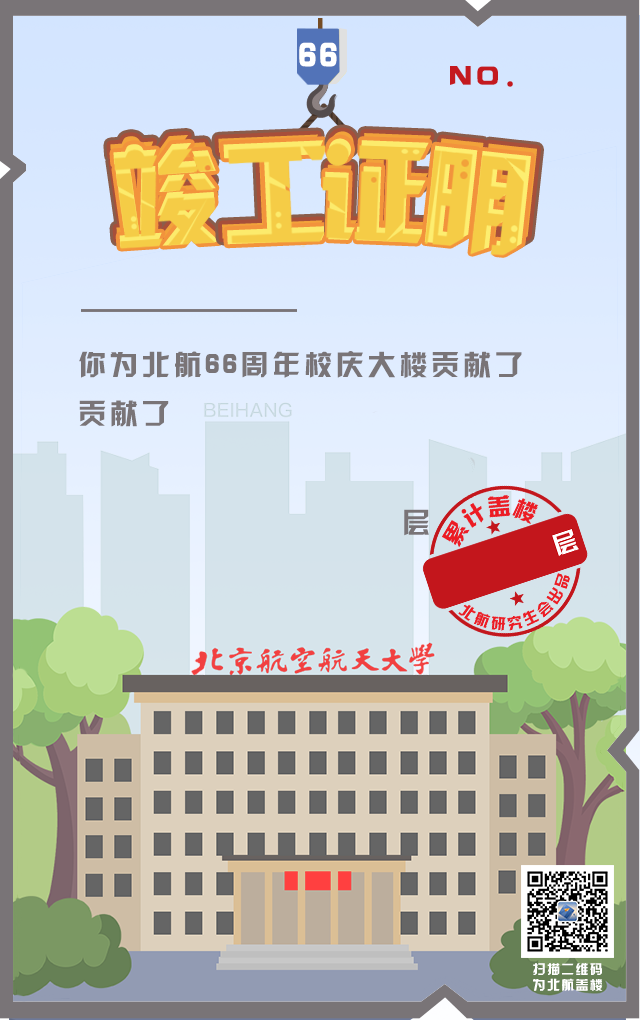 66
NO.
竣工证明
你为北航66周年校庆大楼贡献了
贡献了
BEIHANG
层
累计盖楼
层
北航研究生会出品
北京航空航天大學
扫描二维码
为北航盖楼